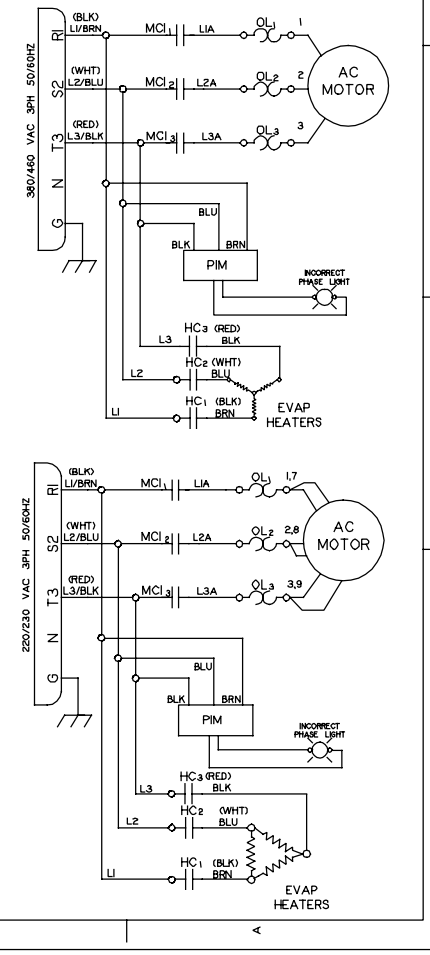 380/460 VAC 3PH 50/60HZ
R1
(BLK)
L1/BRN
MC1 1
L1A
OL1
1
S2
(WHT)
L2/BLU
MC1 2
L2A
OL2
2
AC
MOTOR
T3
(RED)
L3/BLK
MC1 3
L3A
OL3
3
N
G
BLU
BLK
BRN
PIM
INCORRECT
PHASE LIGHT
L3
HC3 (RED)
BLK
L2
HC2 (WHT)
BLU
L1
HC1 (BLK)
BRN
EVAP
HEATERS
220/230 VAC 3PH 50/60HZ
R1
(BLK)
L1/BRN
MC1 1
L1A
OL1
1,7
S2
(WHT)
L2/BLU
MC1 2
L2A
OL2
2,8
AC
MOTOR
T3
(RED)
L3/BLK
MC1 3
L3A
OL3
3,9
N
G
BLU
BLK
BRN
PIM
INCORRECT
PHASE LIGHT
L3
HC3 (RED)
BLK
L2
HC2 (WHT)
BLU
L1
HC1 (BLK)
BRN
EVAP
HEATERS
A